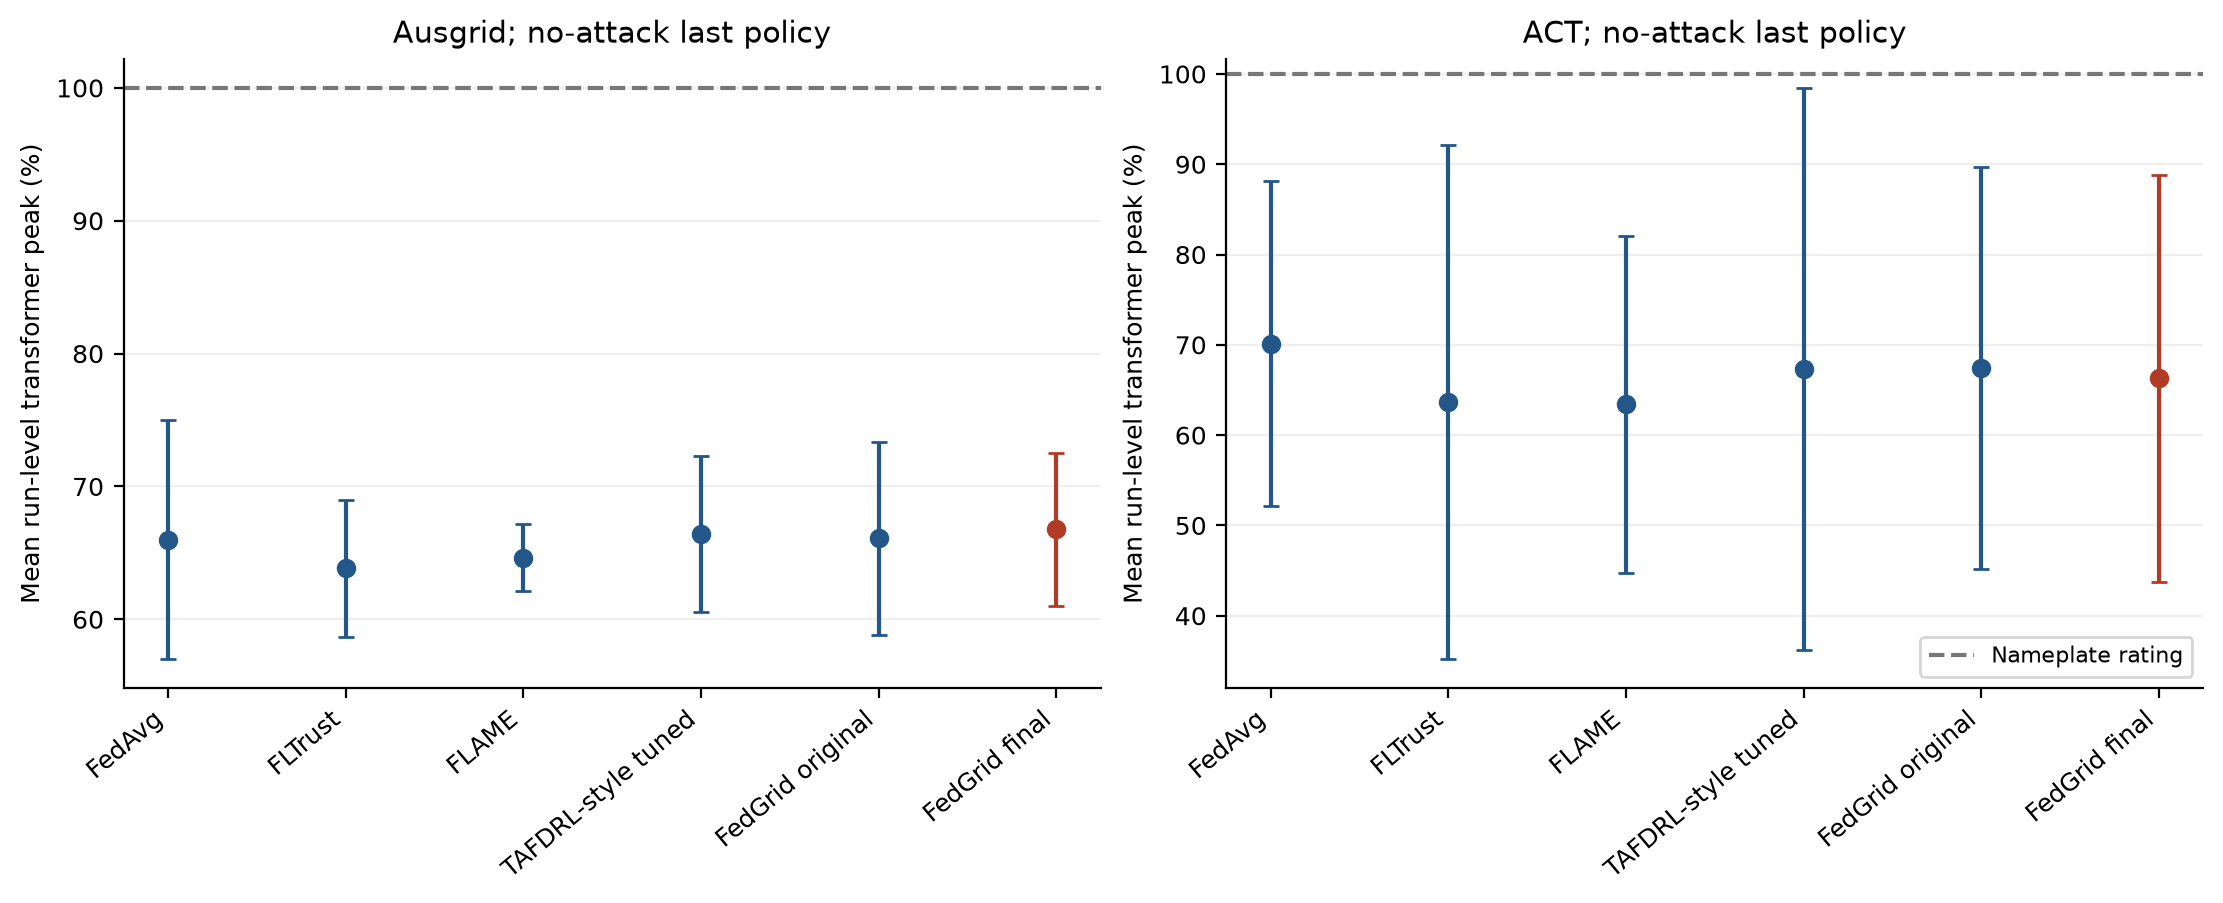 Ausgrid; no-attack last policy
Mean run-level transformer peak (%)
100
90
80
70
60
FedAvg
FLTrust
FLAME
TAFDRL-style tuned
FedGrid original
FedGrid final
ACT; no-attack last policy
Mean run-level transformer peak (%)
100
90
80
70
60
50
40
Nameplate rating
FedAvg
FLTrust
FLAME
TAFDRL-style tuned
FedGrid original
FedGrid final